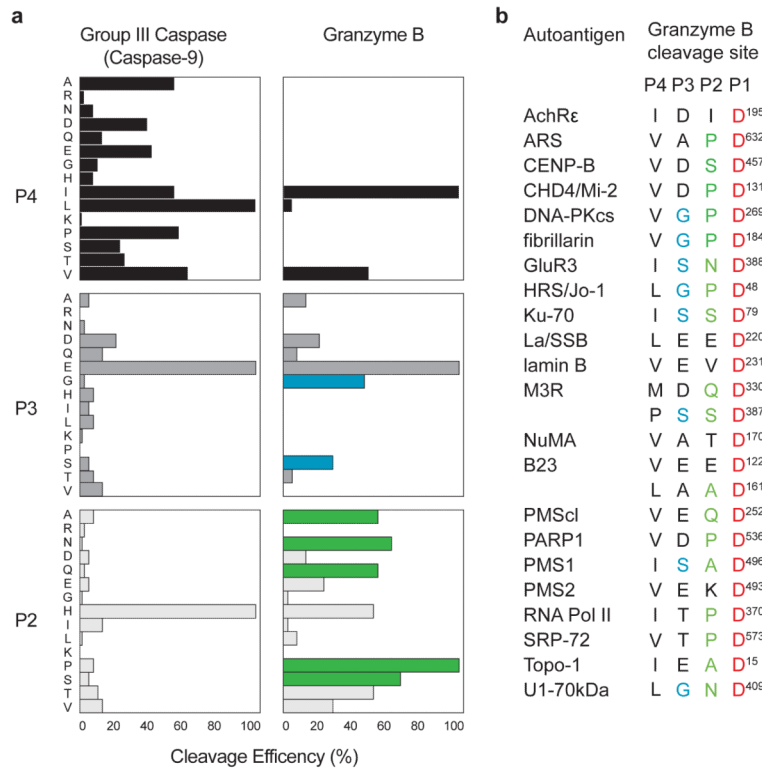 a
Group III Caspase
(Caspase-9)
Granzyme B
P4
A
R
N
D
Q
E
G
H
I
L
K
P
S
T
V
P3
A
R
N
D
Q
E
G
H
I
L
K
P
S
T
V
P2
A
R
N
D
Q
E
G
H
I
L
K
P
S
T
V
0 20 40 60 80 100
0 20 40 60 80 100
Cleavage Efficency (%)
b
Autoantigen
Granzyme B
cleavage site
P4 P3 P2 P1
AchRε I D I D195
ARS V A P D632
CENP-B V D S D457
CHD4/Mi-2 V D P D131
DNA-PKcs V G P D269
fibrillarin V G P D184
GluR3 I S N D388
HRS/Jo-1 L G P D48
Ku-70 I S S D79
La/SSB L E E D220
lamin B V E V D231
M3R M D Q D330
P S S D387
NuMA V A T D170
B23 V E E D122
L A A D161
PMScl V E Q D252
PARP1 V D P D536
PMS1 I S A D496
PMS2 V E K D493
RNA Pol II I T P D370
SRP-72 V T P D573
Topo-1 I E A D15
U1-70kDa L G N D409